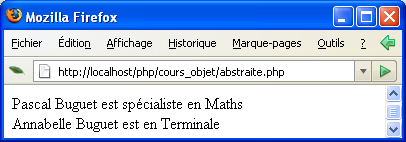 Mozilla Firefox
Fichier Édition Affichage Historique Marque-pages Outils ?
http://localhost/php/cours_objet/abstraite.php
Pascal Buguet est spécialiste en Maths
Annabelle Buguet est en Terminale